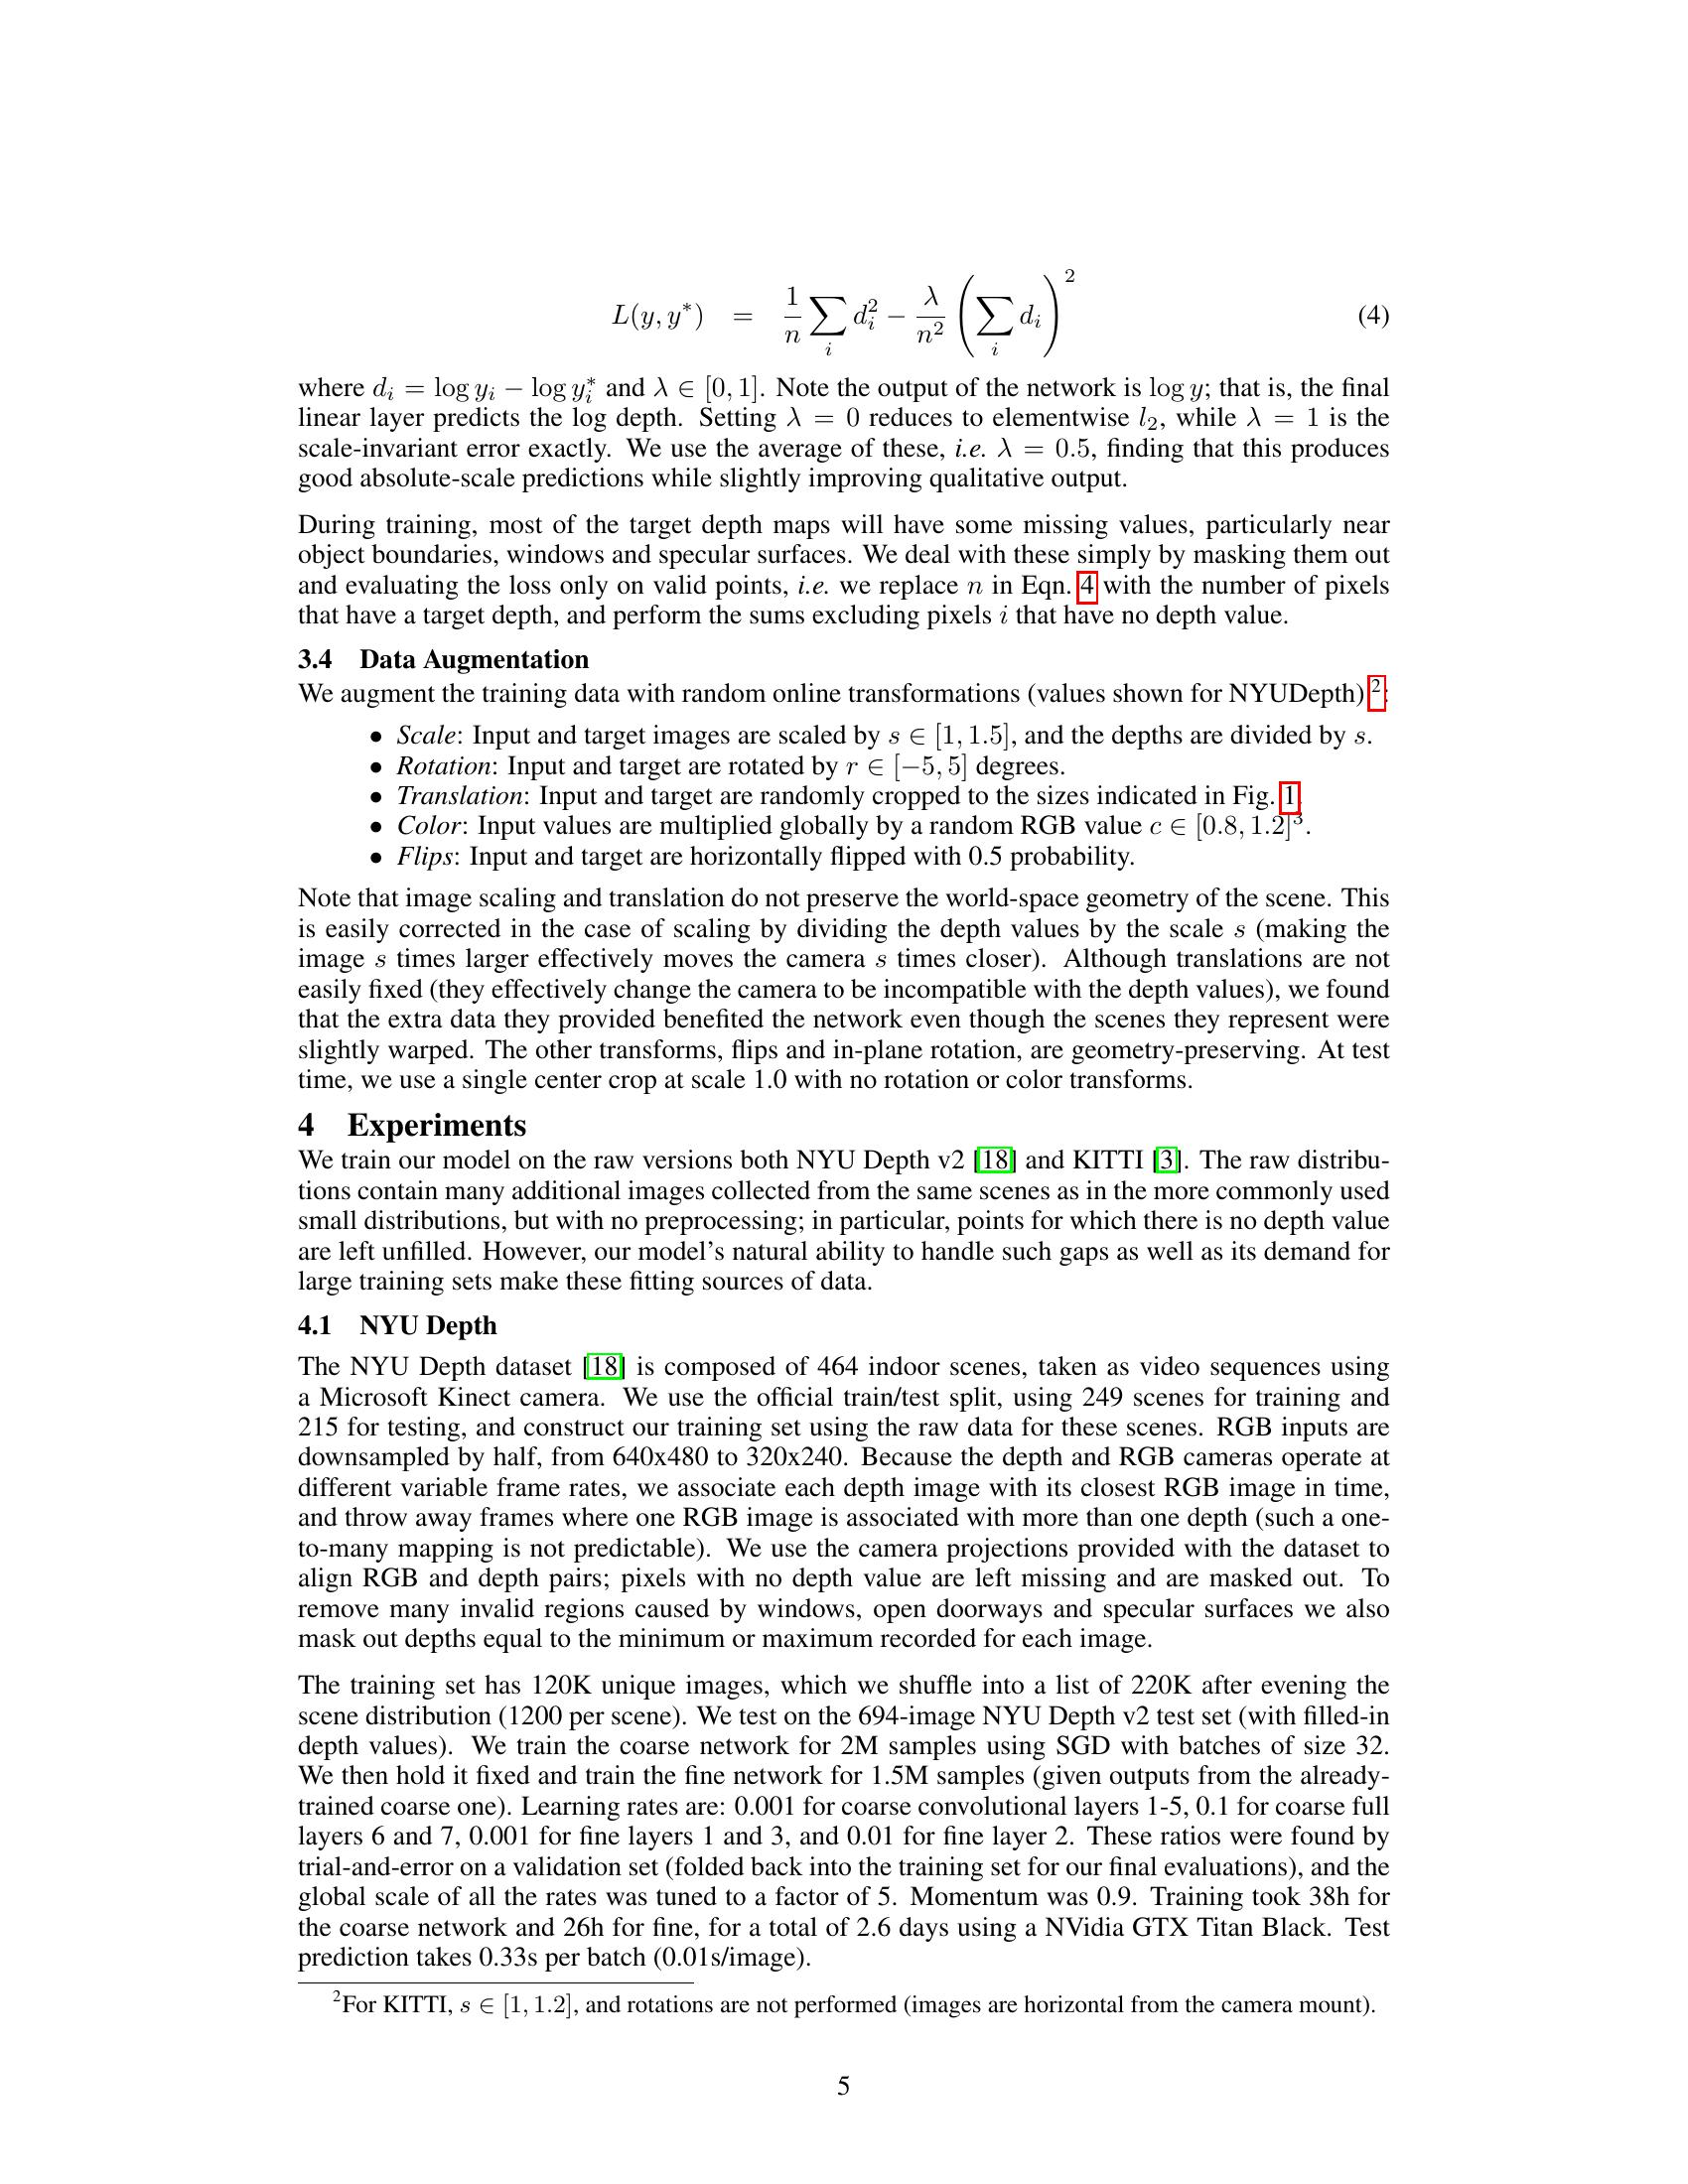 L(y, y*) = 1/n ∑_i d_i^2 − λ/n^2 (∑_i d_i)^2 (4)
where d_i = log y_i − log y_i^* and λ ∈ [0, 1]. Note the output of the network is log y; that is, the final
linear layer predicts the log depth. Setting λ = 0 reduces to elementwise l_2, while λ = 1 is the
scale-invariant error exactly. We use the average of these, i.e. λ = 0.5, finding that this produces
good absolute-scale predictions while slightly improving qualitative output.
During training, most of the target depth maps will have some missing values, particularly near
object boundaries, windows and specular surfaces. We deal with these simply by masking them out
and evaluating the loss only on valid points, i.e. we replace n in Eqn. 4 with the number of pixels
that have a target depth, and perform the sums excluding pixels i that have no depth value.
3.4 Data Augmentation
We augment the training data with random online transformations (values shown for NYUDepth) 2:
• Scale: Input and target images are scaled by s ∈ [1, 1.5], and the depths are divided by s.
• Rotation: Input and target are rotated by r ∈ [−5, 5] degrees.
• Translation: Input and target are randomly cropped to the sizes indicated in Fig. 1.
• Color: Input values are multiplied globally by a random RGB value c ∈ [0.8, 1.2]^3.
• Flips: Input and target are horizontally flipped with 0.5 probability.
Note that image scaling and translation do not preserve the world-space geometry of the scene. This
is easily corrected in the case of scaling by dividing the depth values by the scale s (making the
image s times larger effectively moves the camera s times closer). Although translations are not
easily fixed (they effectively change the camera to be incompatible with the depth values), we found
that the extra data they provided benefited the network even though the scenes they represent were
slightly warped. The other transforms, flips and in-plane rotation, are geometry-preserving. At test
time, we use a single center crop at scale 1.0 with no rotation or color transforms.
4 Experiments
We train our model on the raw versions both NYU Depth v2 [18] and KITTI [3]. The raw distribu-
tions contain many additional images collected from the same scenes as in the more commonly used
small distributions, but with no preprocessing; in particular, points for which there is no depth value
are left unfilled. However, our model's natural ability to handle such gaps as well as its demand for
large training sets make these fitting sources of data.
4.1 NYU Depth
The NYU Depth dataset [18] is composed of 464 indoor scenes, taken as video sequences using
a Microsoft Kinect camera. We use the official train/test split, using 249 scenes for training and
215 for testing, and construct our training set using the raw data for these scenes. RGB inputs are
downsampled by half, from 640x480 to 320x240. Because the depth and RGB cameras operate at
different variable frame rates, we associate each depth image with its closest RGB image in time,
and throw away frames where one RGB image is associated with more than one depth (such a one-
to-many mapping is not predictable). We use the camera projections provided with the dataset to
align RGB and depth pairs; pixels with no depth value are left missing and are masked out. To
remove many invalid regions caused by windows, open doorways and specular surfaces we also
mask out depths equal to the minimum or maximum recorded for each image.
The training set has 120K unique images, which we shuffle into a list of 220K after evening the
scene distribution (1200 per scene). We test on the 694-image NYU Depth v2 test set (with filled-in
depth values). We train the coarse network for 2M samples using SGD with batches of size 32.
We then hold it fixed and train the fine network for 1.5M samples (given outputs from the already-
trained coarse one). Learning rates are: 0.001 for coarse convolutional layers 1-5, 0.1 for coarse full
layers 6 and 7, 0.001 for fine layers 1 and 3, and 0.01 for fine layer 2. These ratios were found by
trial-and-error on a validation set (folded back into the training set for our final evaluations), and the
global scale of all the rates was tuned to a factor of 5. Momentum was 0.9. Training took 38h for
the coarse network and 26h for fine, for a total of 2.6 days using a NVidia GTX Titan Black. Test
prediction takes 0.33s per batch (0.01s/image).
2For KITTI, s ∈ [1, 1.2], and rotations are not performed (images are horizontal from the camera mount).
5